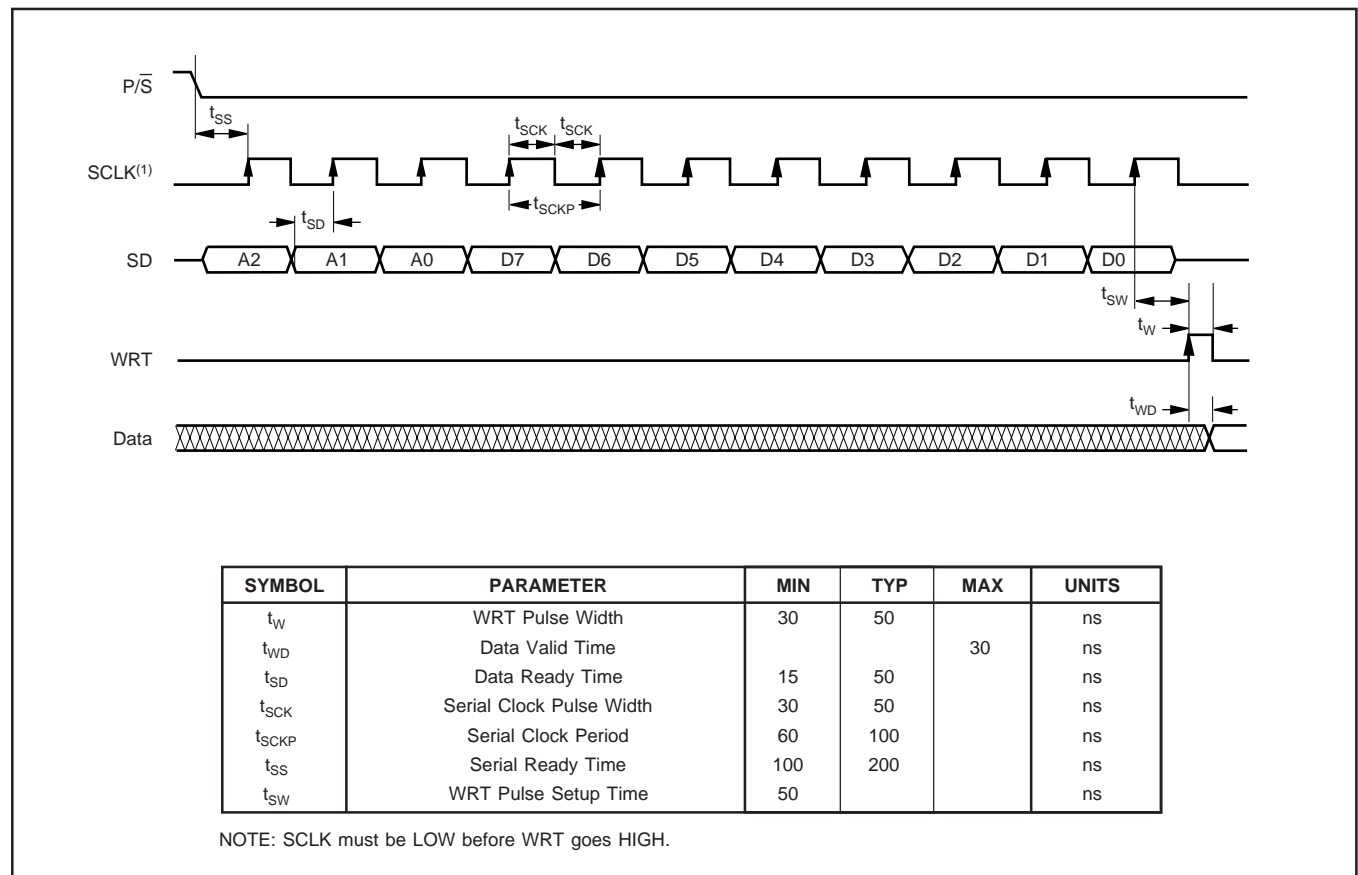 P/S̅
tSS
tSCK tSCK
SCLK(1)
tSCKP
tSD
SD A2 A1 A0 D7 D6 D5 D4 D3 D2 D1 D0
tSW
tW
WRT
tWD
Data
SYMBOL PARAMETER MIN TYP MAX UNITS
tW WRT Pulse Width 30 50 ns
tWD Data Valid Time 30 ns
tSD Data Ready Time 15 50 ns
tSCK Serial Clock Pulse Width 30 50 ns
tSCKP Serial Clock Period 60 100 ns
tSS Serial Ready Time 100 200 ns
tSW WRT Pulse Setup Time 50 ns
NOTE: SCLK must be LOW before WRT goes HIGH.